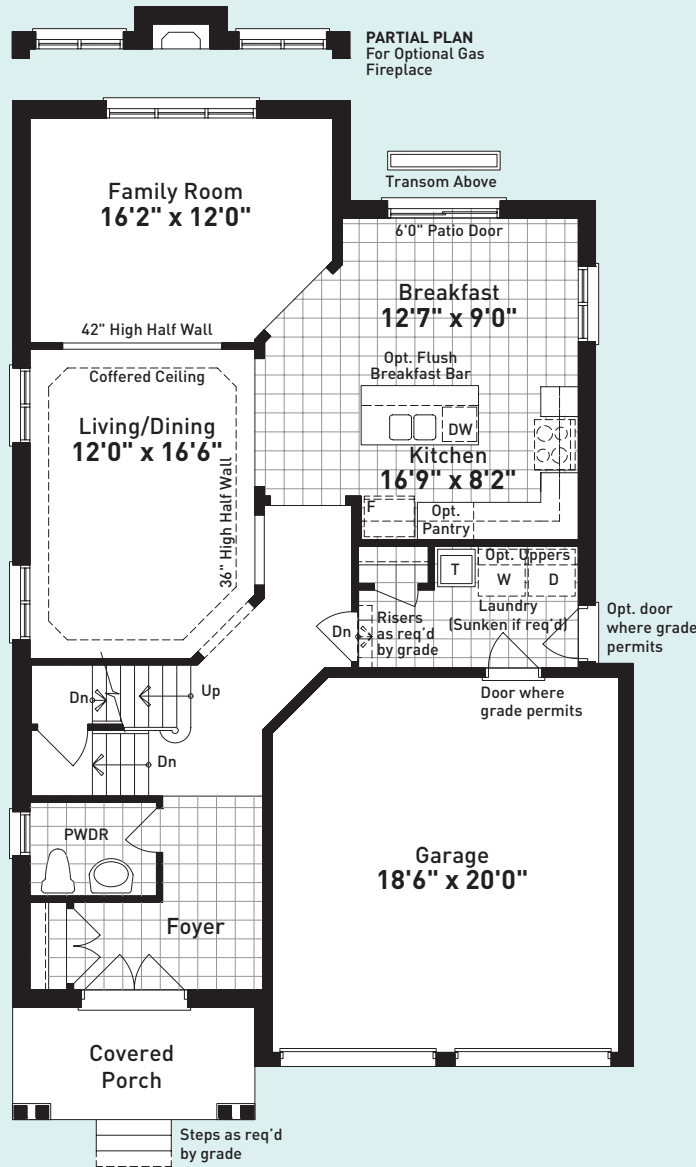 PARTIAL PLAN
For Optional Gas
Fireplace
Transom Above
6'0" Patio Door
Family Room
16'2" x 12'0"
Breakfast
12'7" x 9'0"
42" High Half Wall
Opt. Flush
Breakfast Bar
Coffered Ceiling
Living/Dining
12'0" x 16'6"
DW
Kitchen
16'9" x 8'2"
36" High Half Wall
F
Opt.
Pantry
Opt. Uppers
T
W
D
Laundry
(Sunken if req'd)
Dn
Risers
as req'd
by grade
Opt. door
where grade
permits
Door where
grade permits
Dn
Up
Dn
PWDR
Garage
18'6" x 20'0"
Foyer
Covered
Porch
Steps as req'd
by grade